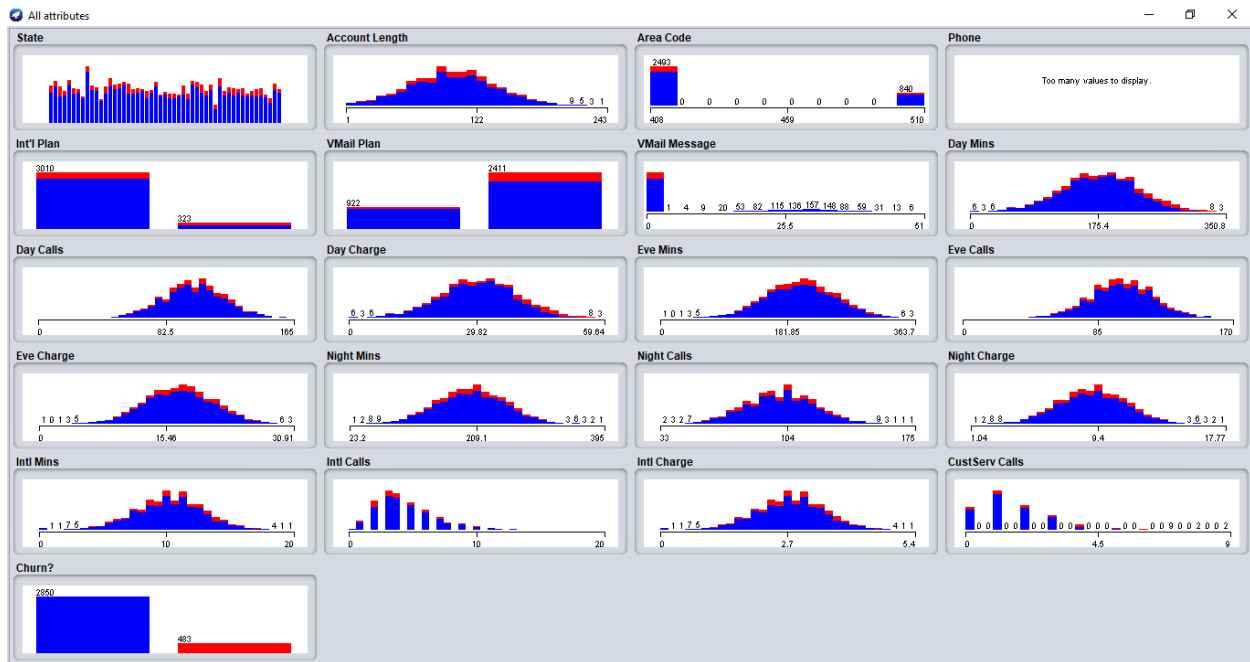 All attributes
State
Account Length
Area Code
Phone
9 5 3 1
1 122 243
2493
0 0 0 0 0 0 0
840
408 459 510
Too many values to display.
Int'l Plan
VMail Plan
VMail Message
Day Mins
3010
323
922
2411
1 4 9 20 53 82 115 136 157 148 88 59 31 13 6
0 25.5 51
6 3 6
8 3
0 175.4 350.8
Day Calls
Day Charge
Eve Mins
Eve Calls
0 82.5 165
6 3 6
8 3
0 29.82 59.64
1 0 1 3 5
6 3
0 181.85 363.7
0 85 170
Eve Charge
Night Mins
Night Calls
Night Charge
1 0 1 3 5
6 3
0 15.46 30.91
1 2 8 9
3 6 3 2 1
23.2 209.1 395
2 3 2 7
9 3 1 1 1
33 104 175
1 2 8 8
3 6 3 2 1
1.04 9.4 17.77
Intl Mins
Intl Calls
Intl Charge
CustServ Calls
1 1 7 5
4 1 1
0 10 20
0 10 20
1 1 7 5
4 1 1
0 2.7 5.4
0 0
0 0
0 0
0 0 0
0 0 0
0 0 9 0 0 2 0 0 2
0 4.5 9
Churn?
2850
483